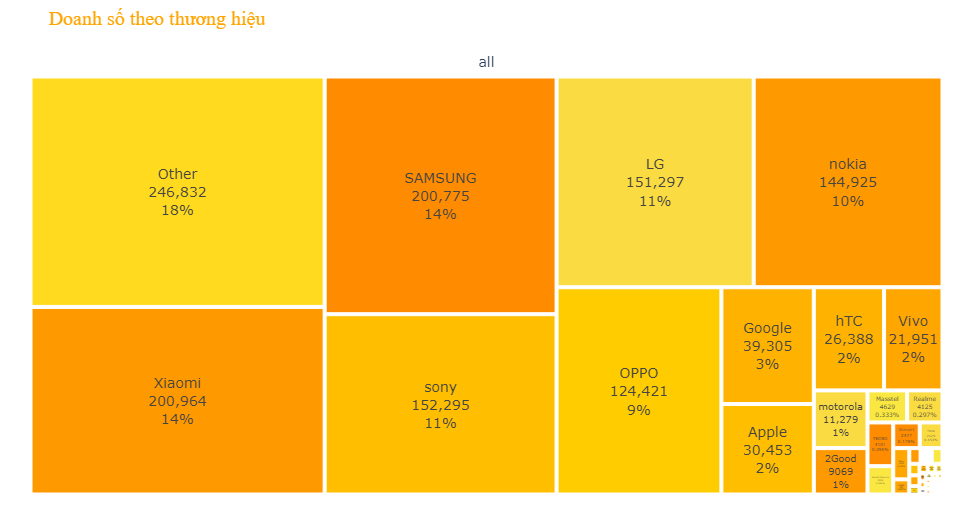 Doanh số theo thương hiệu
all
Other
246,832
18%
SAMSUNG
200,775
14%
LG
151,297
11%
nokia
144,925
10%
Xiaomi
200,964
14%
sony
152,295
11%
OPPO
124,421
9%
Google
39,305
3%
hTC
26,388
2%
Vivo
21,951
2%
Apple
30,453
2%
motorola
11,279
1%
2Good
9069
1%
Masstel
4629
0.333%
Realme
4125
0.297%